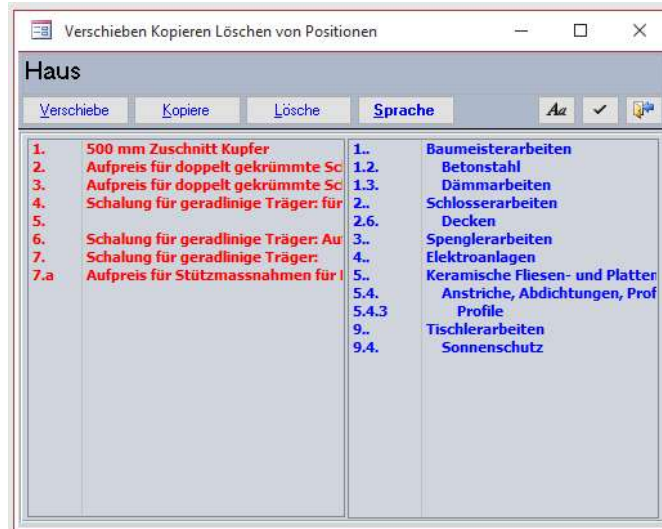 Verschieben Kopieren Löschen von Positionen
Haus
Verschiebe Kopiere Lösche Sprache Aa
1. 500 mm Zuschnitt Kupfer
2. Aufpreis für doppelt gekrümmte Sc
3. Aufpreis für doppelt gekrümmte Sc
4. Schalung für geradlinige Träger: für
5.
6. Schalung für geradlinige Träger: Au
7. Schalung für geradlinige Träger:
7.a Aufpreis für Stützmassnahmen für
1.. Baumeisterarbeiten
1.2. Betonstahl
1.3. Dämmarbeiten
2.. Schlosserarbeiten
2.6. Decken
3.. Spenglerarbeiten
4.. Elektroanlagen
5.. Keramische Fliesen- und Platten
5.4. Anstriche, Abdichtungen, Prof
5.4.3 Profile
9.. Tischlerarbeiten
9.4. Sonnenschutz